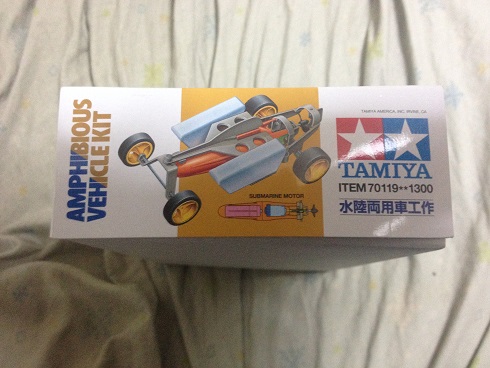 AMPHIBIOUS
VEHICLE KIT
SUBMARINE MOTOR
TAMIYA AMERICA, INC. IRVINE, CA
TAMIYA
ITEM 70119**1300
水陸両用車工作